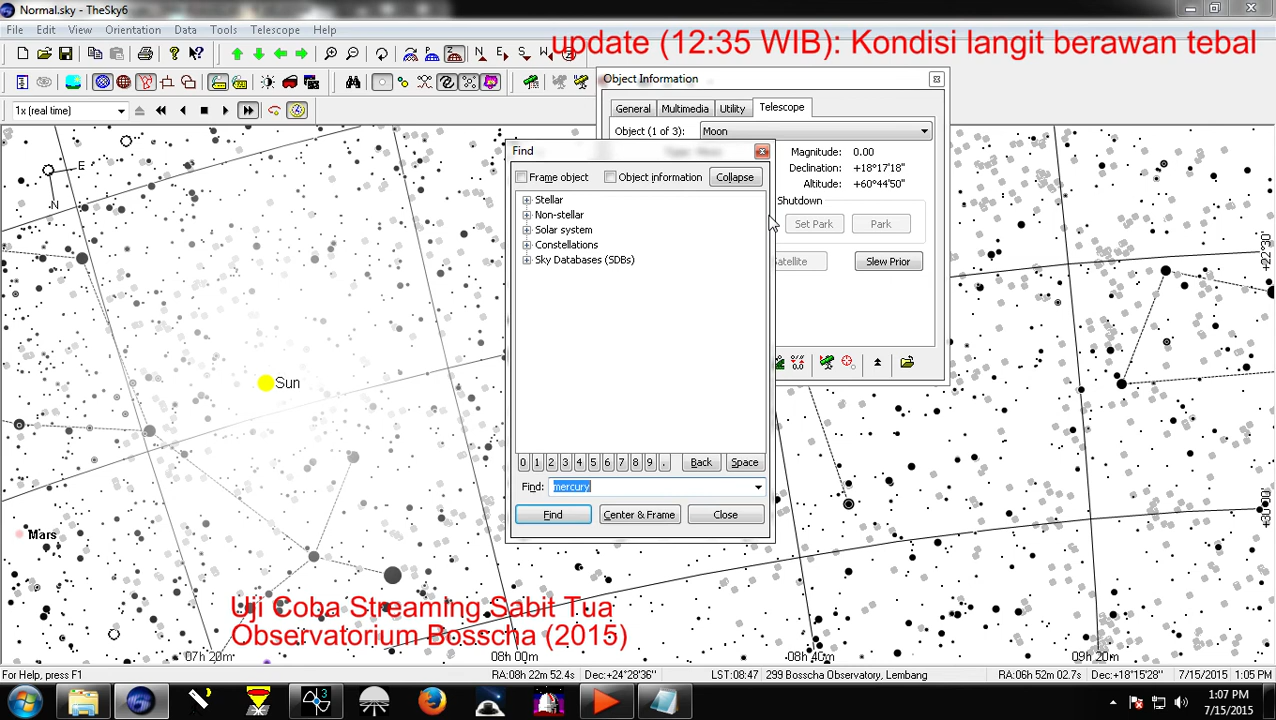 Normal.sky - TheSky6
File Edit View Orientation Data Tools Telescope Help
update (12:35 WIB): Kondisi langit berawan tebal
Object Information
1x (real time)
General Multimedia Utility Telescope
Object (1 of 3): Moon
Find
Magnitude: 0.00
Declination: +18°17'18"
Altitude: +60°44'50"
Frame object Object information Collapse
Shutdown
Set Park Park
Slew Prior
Stellar
Non-stellar
Solar system
Constellations
Sky Databases (SDBs)
E
N
+22°30'
Sun
0 1 2 3 4 5 6 7 8 9 . Back Space
Find: mercury
Find Center & Frame Close
Mars
Uji Coba Streaming Sabit Tua
Observatorium Bosscha (2015)
07h 20m 08h 00m 08h 40m 09h 20m
For Help, press F1 RA:08h 22m 52.4s Dec:+24°28'36" LST:08:47 299 Bosscha Observatory, Lembang RA:06h 52m 02.7s Dec:+18°15'28" 7/15/2015 1:05 PM
1:07 PM
7/15/2015